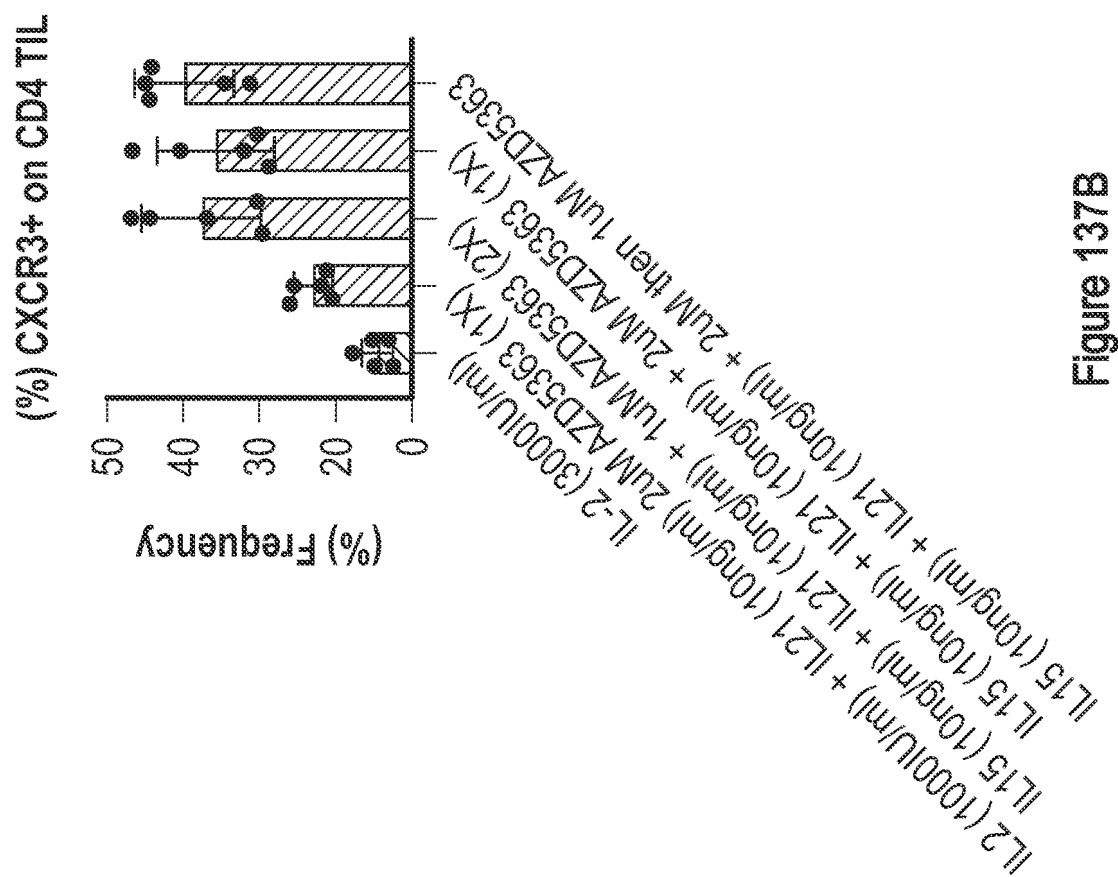 (%) CXCR3+ on CD4 TIL
(%) Frequency
50
40
30
20
0
IL-2 (3000IU/ml)
IL2 (1000IU/ml) + IL21 (10ng/ml) 2uM AZD5363 (1X)
IL15 (10ng/ml) + IL21 (10ng/ml) + 1uM AZD5363 (2X)
IL15 (10ng/ml) + IL21 (10ng/ml) + 2uM AZD5363 (1X)
IL15 (10ng/ml) + IL21 (10ng/ml) + 2uM then 1uM AZD5363
Figure 137B